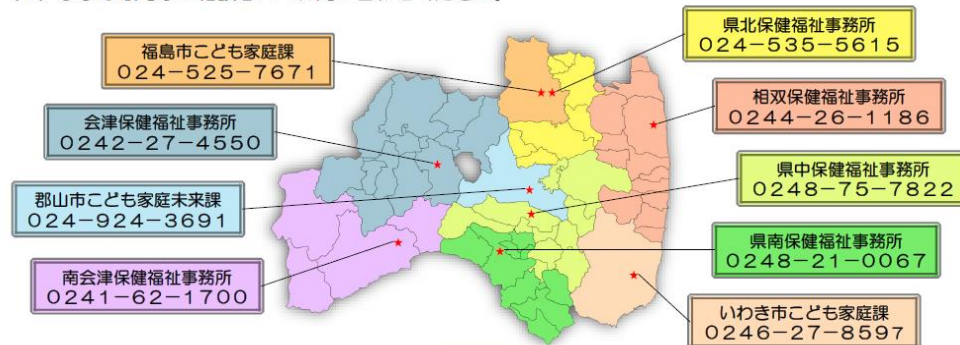 福島市こども家庭課
024-525-7671
県北保健福祉事務所
024-535-5615
会津保健福祉事務所
0242-27-4550
相双保健福祉事務所
0244-26-1186
郡山市こども家庭未来課
024-924-3691
県中保健福祉事務所
0248-75-7822
南会津保健福祉事務所
0241-62-1700
県南保健福祉事務所
0248-21-0067
いわき市こども家庭課
0246-27-8597